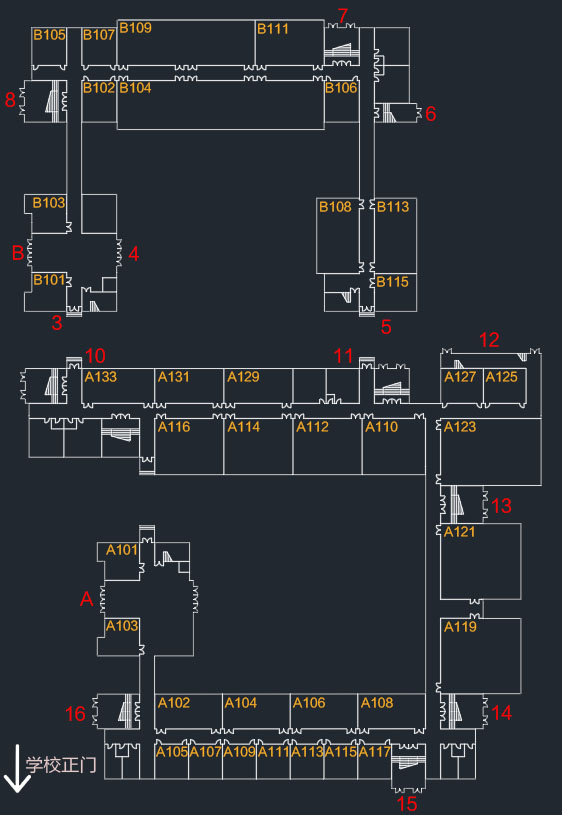 7
B105 B107 B109 B111
8 B102 B104 B106 6
B103 B108 B113
B 4
B101 B115
3 5
12
10 11
A133 A131 A129 A127 A125
A116 A114 A112 A110 A123
13
A101 A121
A
A103 A119
A102 A104 A106 A108
16 14
A105 A107 A109 A111 A113 A115 A117
学校正门
15